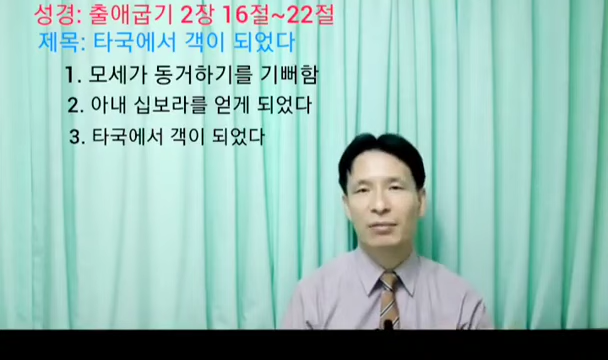 성경: 출애굽기 2장 16절~22절
제목: 타국에서 객이 되었다
1. 모세가 동거하기를 기뻐함
2. 아내 십보라를 얻게 되었다
3. 타국에서 객이 되었다